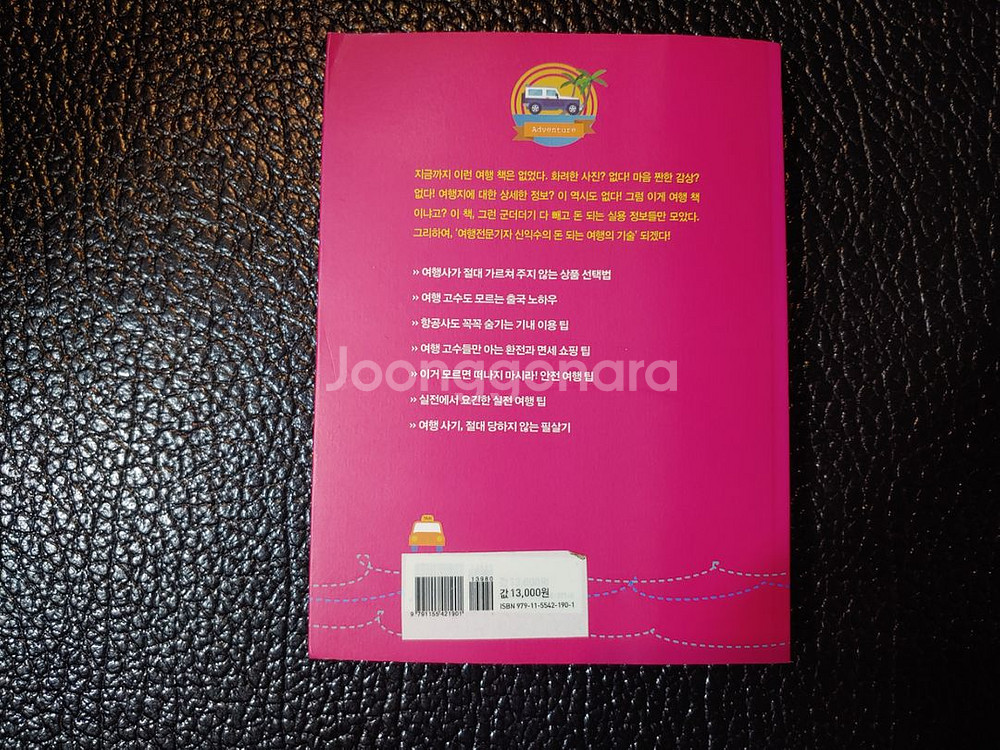 Adventure
지금까지 이런 여행 책은 없었다. 화려한 사진? 없다! 마음 짠한 감상?
없다! 여행지에 대한 상세한 정보? 이 역시도 없다! 그럼 이게 여행 책
이냐고? 이 책, 그런 군더더기 다 빼고 돈 되는 실용 정보들만 모았다.
그리하여, '여행전문기자 신익수의 돈 되는 여행의 기술' 되겠다!
›› 여행사가 절대 가르쳐 주지 않는 상품 선택법
›› 여행 고수도 모르는 출국 노하우
›› 항공사도 꼭꼭 숨기는 기내 이용 팁
›› 여행 고수들만 아는 환전과 면세 쇼핑 팁
Joonggonara
›› 이거 모르면 떠나지 마시라! 안전 여행 팁
›› 실전에서 요긴한 실전 여행 팁
›› 여행 사기, 절대 당하지 않는 필살기
TAXI
13980
값 13,000원
9 791155 421901
ISBN 979-11-5542-190-1